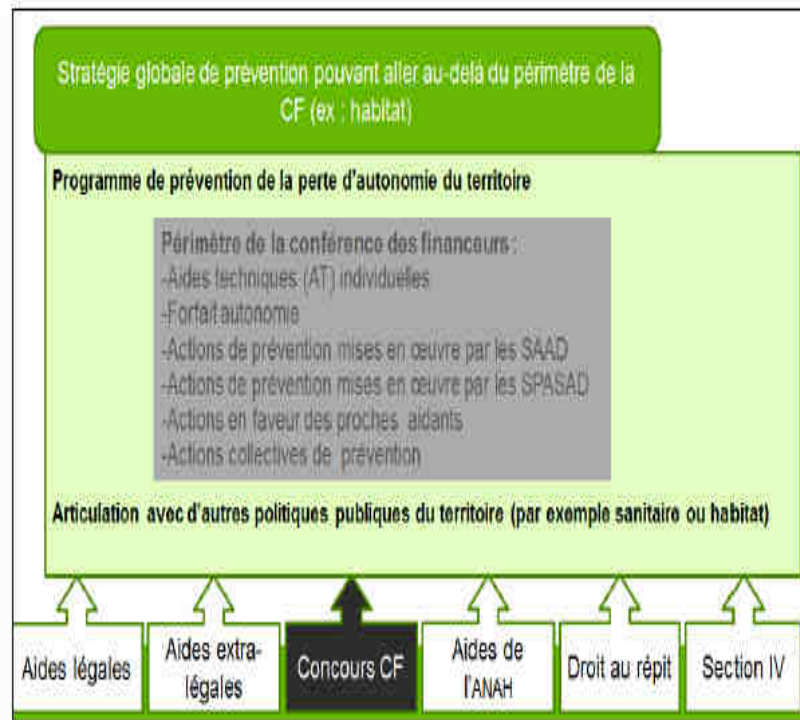 Stratégie globale de prévention pouvant aller au-delà du périmètre de la
CF (ex : habitat)
Programme de prévention de la perte d'autonomie du territoire
Périmètre de la conférence des financeurs :
-Aides techniques (AT) individuelles
-Forfait autonomie
-Actions de prévention mises en œuvre par les SAAD
-Actions de prévention mises en œuvre par les SPASAD
-Actions en faveur des proches aidants
-Actions collectives de prévention
Articulation avec d'autres politiques publiques du territoire (par exemple sanitaire ou habitat)
Aides légales
Aides extra-
légales
Concours CF
Aides de
l'ANAH
Droit au répit
Section IV